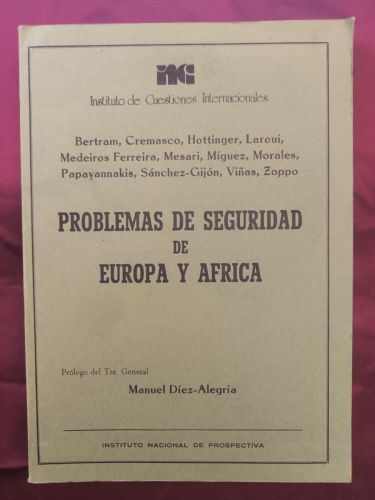 inci
Instituto de Cuestiones Internacionales
Bertram, Cremasco, Hottinger, Laroui,
Medeiros Ferreira, Mesari, Míguez, Morales,
Papayannakis, Sánchez-Gijón, Viñas, Zoppo
PROBLEMAS DE SEGURIDAD
DE
EUROPA Y AFRICA
Prólogo del Tte. General
Manuel Díez-Alegría
INSTITUTO NACIONAL DE PROSPECTIVA